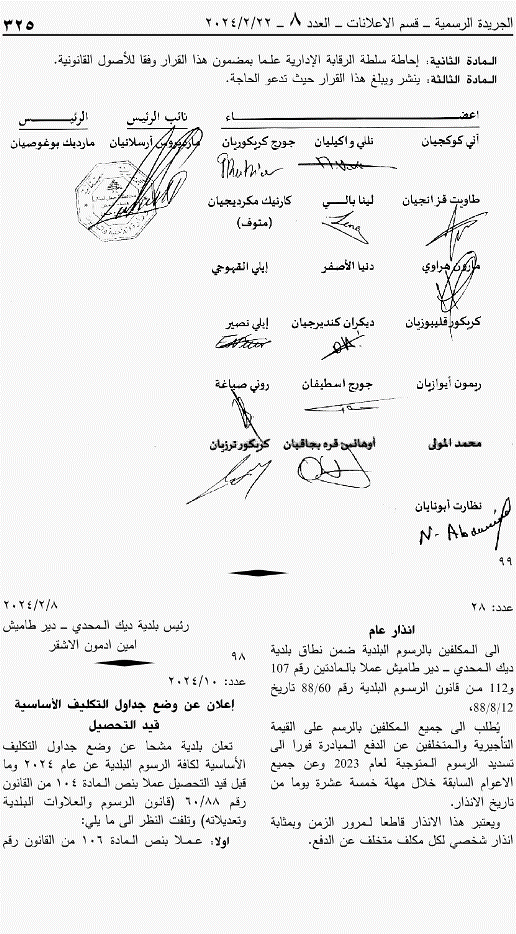 الجريدة الرسمية ـ قسم الاعلانات ـ العدد ٨ ـ ٢٠٢٤/٢/٢٢
٣٢٥
المادة الثانية: إحاطة سلطة الرقابة الإدارية علما بمضمون هذا القرار وفقا للأصول القانونية.
المادة الثالثة: ينشر ويبلغ هذا القرار حيث تدعو الحاجة.
اعضاء نائب الرئيس الرئيس
آني كوكجيان نللي واكيليان جورج كريكوريان مارديروس أرسلانيان مارديك بوغوصيان
طاويت قزانجيان لينا بالي كارنيك مكرديجيان
(متوف)
مارون هراوي دنيا الأصفر إيلي القهوجي
كريكور قليبوزيان ديكران كنديرجيان إيلي نصير
ريمون أيوازيان جورج اسطيفان روني صياغة
محمد المولى أوهانس قره بجاقيان كريكور ترزيان
نظارت أبونايان
N. Abdunaian
٩٩
عدد: ٢٨
انذار عام
الى المكلفين بالرسوم البلدية ضمن نطاق بلدية
ديك المحدي ـ دير طاميش عملا بالمادتين رقم 107
و112 من قانون الرسوم البلدية رقم 88/60 تاريخ
88/8/12،
يُطلب الى جميع المكلفين بالرسم على القيمة
التأجيرية والمتخلفين عن الدفع المبادرة فورا الى
تسديد الرسوم المتوجبة لعام 2023 وعن جميع
الاعوام السابقة خلال مهلة خمسة عشرة يوما من
تاريخ الانذار.
ويعتبر هذا الانذار قاطعا لمرور الزمن وبمثابة
انذار شخصي لكل مكلف متخلف عن الدفع.
٢٠٢٤/٢/٨
رئيس بلدية ديك المحدي ـ دير طاميش
امين ادمون الاشقر
٩٨
عدد: ٢٠٢٤/١٠
إعلان عن وضع جداول التكليف الأساسية
قيد التحصيل
تعلن بلدية مشحا عن وضع جداول التكليف
الأساسية لكافة الرسوم البلدية عن عام ٢٠٢٤ وما
قبل قيد التحصيل عملا بنص المادة ١٠٤ من القانون
رقم ٦٠/٨٨ (قانون الرسوم والعلاوات البلدية
وتعديلاته) وتلفت النظر الى ما يلي:
اولا: عملا بنص المادة ١٠٦ من القانون رقم